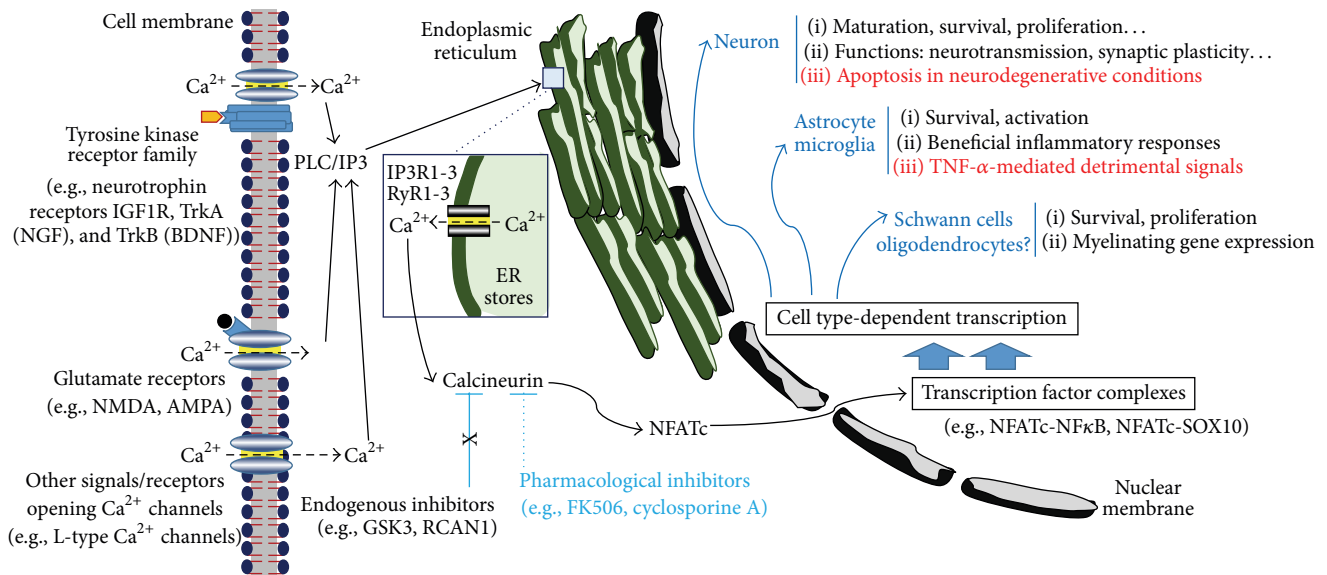 Cell membrane
Ca2+
Ca2+
Tyrosine kinase
receptor family
(e.g., neurotrophin
receptors IGF1R, TrkA
(NGF), and TrkB (BDNF))
Ca2+
Glutamate receptors
(e.g., NMDA, AMPA)
Ca2+
Ca2+
Other signals/receptors
opening Ca2+ channels
(e.g., L-type Ca2+ channels)
PLC/IP3
Endoplasmic
reticulum
IP3R1-3
RyR1-3
Ca2+
Ca2+
ER
stores
Calcineurin
X
Endogenous inhibitors
(e.g., GSK3, RCAN1)
Pharmacological inhibitors
(e.g., FK506, cyclosporine A)
NFATc
Neuron
(i) Maturation, survival, proliferation…
(ii) Functions: neurotransmission, synaptic plasticity…
(iii) Apoptosis in neurodegenerative conditions
Astrocyte
microglia
(i) Survival, activation
(ii) Beneficial inflammatory responses
(iii) TNF-α-mediated detrimental signals
Schwann cells
oligodendrocytes?
(i) Survival, proliferation
(ii) Myelinating gene expression
Cell type-dependent transcription
Transcription factor complexes
(e.g., NFATc-NFκB, NFATc-SOX10)
Nuclear
membrane